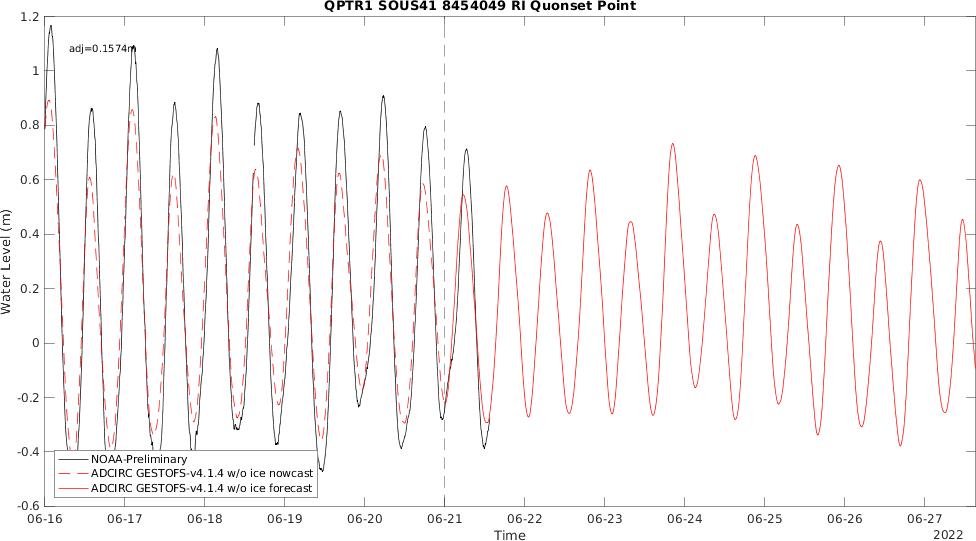 QPTR1 SOUS41 8454049 RI Quonset Point
adj=0.1574m
1.2
1
0.8
0.6
0.4
0.2
0
-0.2
-0.4
-0.6
Water Level (m)
NOAA-Preliminary
ADCIRC GESTOFS-v4.1.4 w/o ice nowcast
ADCIRC GESTOFS-v4.1.4 w/o ice forecast
06-16 06-17 06-18 06-19 06-20 06-21 06-22 06-23 06-24 06-25 06-26 06-27
Time
2022